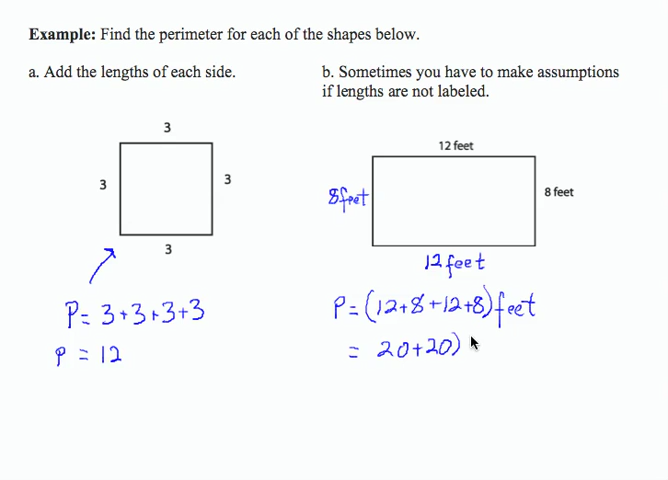 Example: Find the perimeter for each of the shapes below.
a. Add the lengths of each side.
b. Sometimes you have to make assumptions
if lengths are not labeled.
3
3
3
3
P= 3+3+3+3
P = 12
12 feet
8feet
8 feet
12 feet
P=(12+8+12+8)feet
= 20+20)